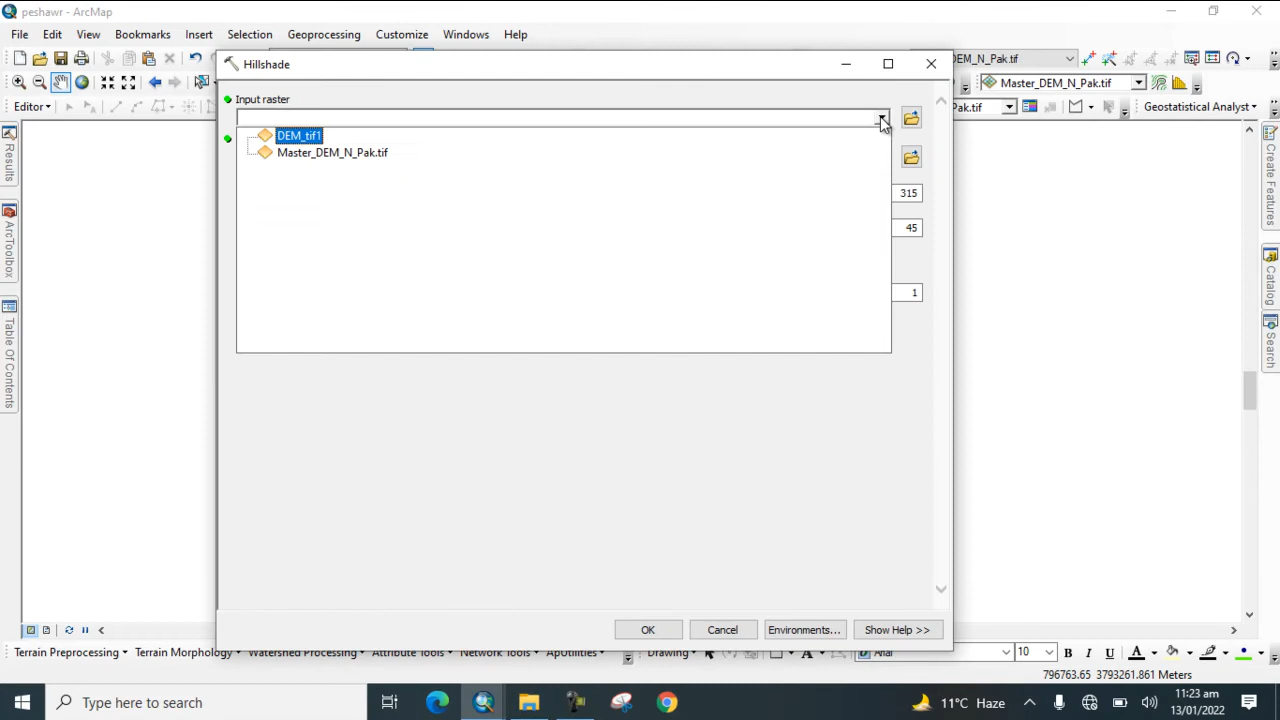 peshawr - ArcMap
File Edit View Bookmarks Insert Selection Geoprocessing Customize Windows Help
DEM_N_Pak.tif
Master_DEM_N_Pak.tif
Editor
Pak.tif
Geostatistical Analyst
Hillshade
Input raster
DEM_tif1
Master_DEM_N_Pak.tif
315
45
1
OK Cancel Environments... Show Help >>
Results
ArcToolbox
Table Of Contents
Create Features
Catalog
Search
Terrain Preprocessing Terrain Morphology Watershed Processing Attribute Tools Network Tools ApUtilities Drawing Arial 10 B I U A
796763.65 3793261.861 Meters
Type here to search
11°C Haze
11:23 am
13/01/2022